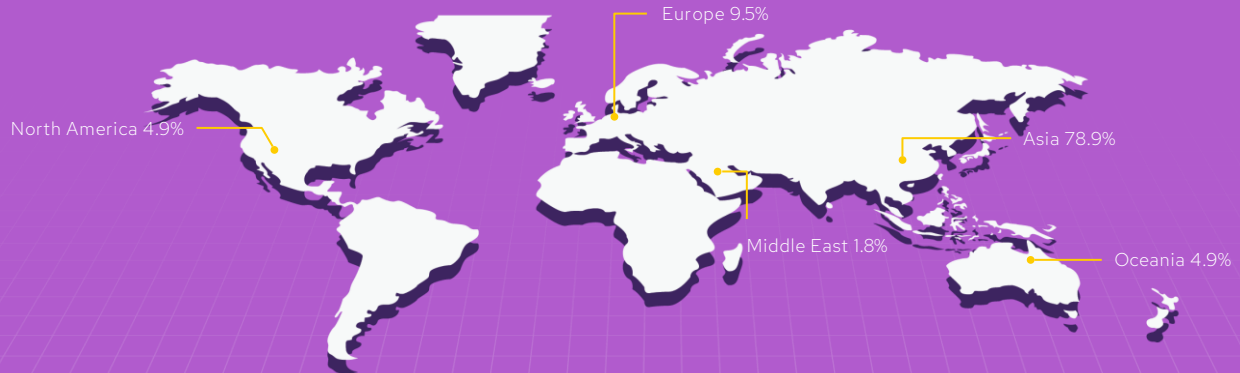 Europe 9.5%
North America 4.9%
Asia 78.9%
Middle East 1.8%
Oceania 4.9%